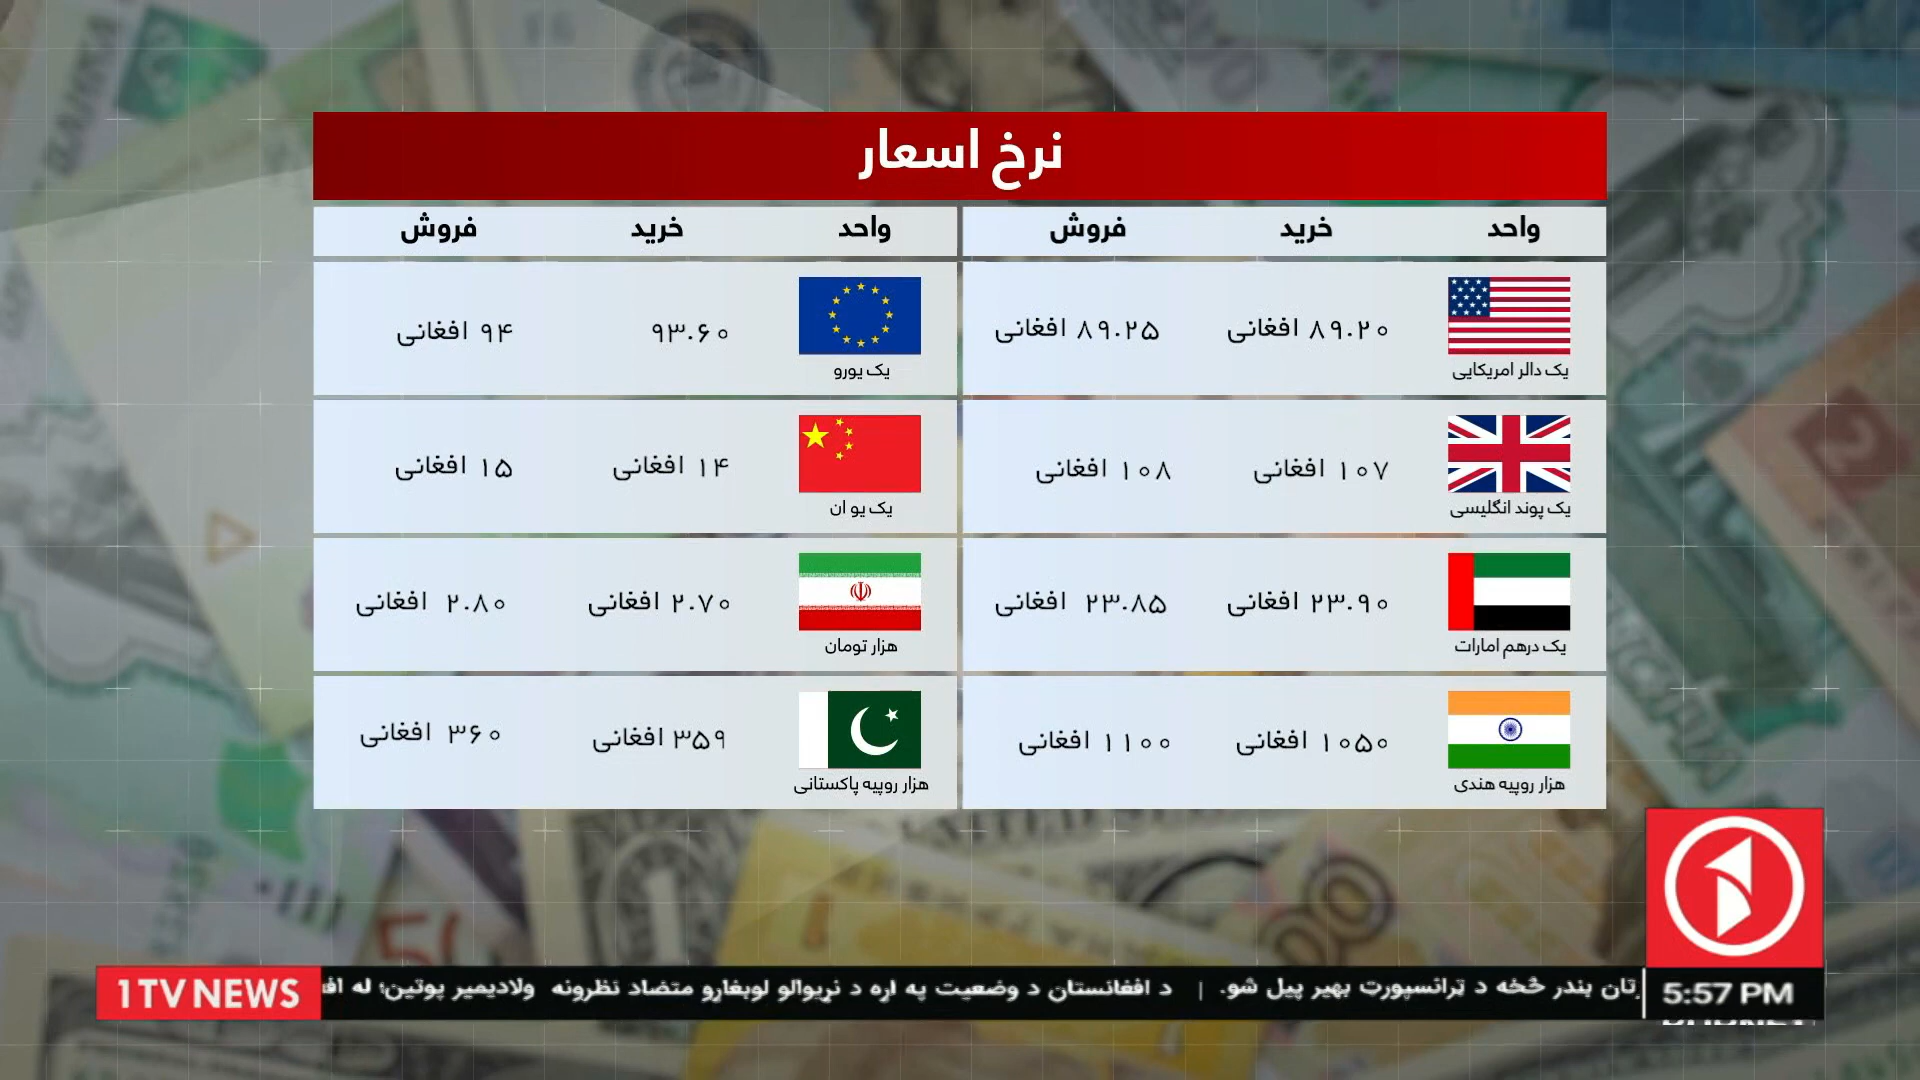 نرخ اسعار
واحد خرید فروش واحد خرید فروش
۸۹.۲۰ افغانی ۸۹.۲۵ افغانی ۹۳.۶۰ ۹۴ افغانی
یک دالر امریکایی یک یورو
۱۰۷ افغانی ۱۰۸ افغانی ۱۴ افغانی ۱۵ افغانی
یک پوند انگلیسی یک یو ان
۲۳.۹۰ افغانی ۲۳.۸۵ افغانی ۲.۷۰ افغانی ۲.۸۰ افغانی
یک درهم امارات هزار تومان
۱۰۵۰ افغانی ۱۱۰۰ افغانی ۳۵۹ افغانی ۳۶۰ افغانی
هزار روپیه هندی هزار روپیه پاکستانی
1TV NEWS
بندر څخه د ټرانسپورت بهیر پیل شو. | د افغانستان د وضعیت په اړه د نړیوالو لوبغاړو متضاد نظرونه ولادیمیر پوتین؛ له
5:57 PM